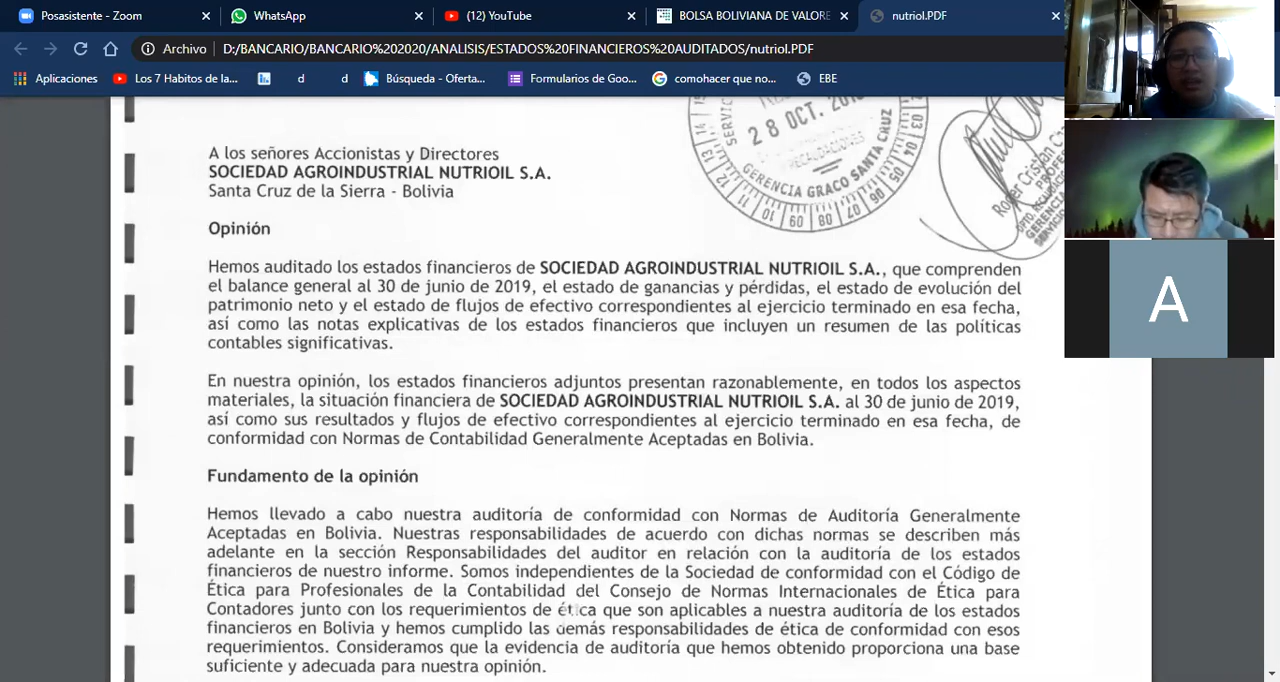 Posasistente - Zoom
WhatsApp
(12) YouTube
BOLSA BOLIVIANA DE VALORE
nutriol.PDF
Archivo
D:/BANCARIO/BANCARIO%202020/ANALISIS/ESTADOS%20FINANCIEROS%20AUDITADOS/nutriol.PDF
Aplicaciones
Los 7 Habitos de la...
d
d
Búsqueda - Oferta...
Formularios de Goo...
comohacer que no...
EBE
28 OCT.
RECAUDACIONES
GERENCIA GRACO SANTA CRUZ
A los señores Accionistas y Directores
SOCIEDAD AGROINDUSTRIAL NUTRIOIL S.A.
Santa Cruz de la Sierra - Bolivia
Opinión
Hemos auditado los estados financieros de SOCIEDAD AGROINDUSTRIAL NUTRIOIL S.A., que comprenden
el balance general al 30 de junio de 2019, el estado de ganancias y pérdidas, el estado de evolución del
patrimonio neto y el estado de flujos de efectivo correspondientes al ejercicio terminado en esa fecha,
así como las notas explicativas de los estados financieros que incluyen un resumen de las políticas
contables significativas.
En nuestra opinión, los estados financieros adjuntos presentan razonablemente, en todos los aspectos
materiales, la situación financiera de SOCIEDAD AGROINDUSTRIAL NUTRIOIL S.A. al 30 de junio de 2019,
así como sus resultados y flujos de efectivo correspondientes al ejercicio terminado en esa fecha, de
conformidad con Normas de Contabilidad Generalmente Aceptadas en Bolivia.
Fundamento de la opinión
Hemos llevado a cabo nuestra auditoría de conformidad con Normas de Auditoría Generalmente
Aceptadas en Bolivia. Nuestras responsabilidades de acuerdo con dichas normas se describen más
adelante en la sección Responsabilidades del auditor en relación con la auditoría de los estados
financieros de nuestro informe. Somos independientes de la Sociedad de conformidad con el Código de
Ética para Profesionales de la Contabilidad del Consejo de Normas Internacionales de Ética para
Contadores junto con los requerimientos de ética que son aplicables a nuestra auditoría de los estados
financieros en Bolivia y hemos cumplido las demás responsabilidades de ética de conformidad con esos
requerimientos. Consideramos que la evidencia de auditoría que hemos obtenido proporciona una base
suficiente y adecuada para nuestra opinión.
A